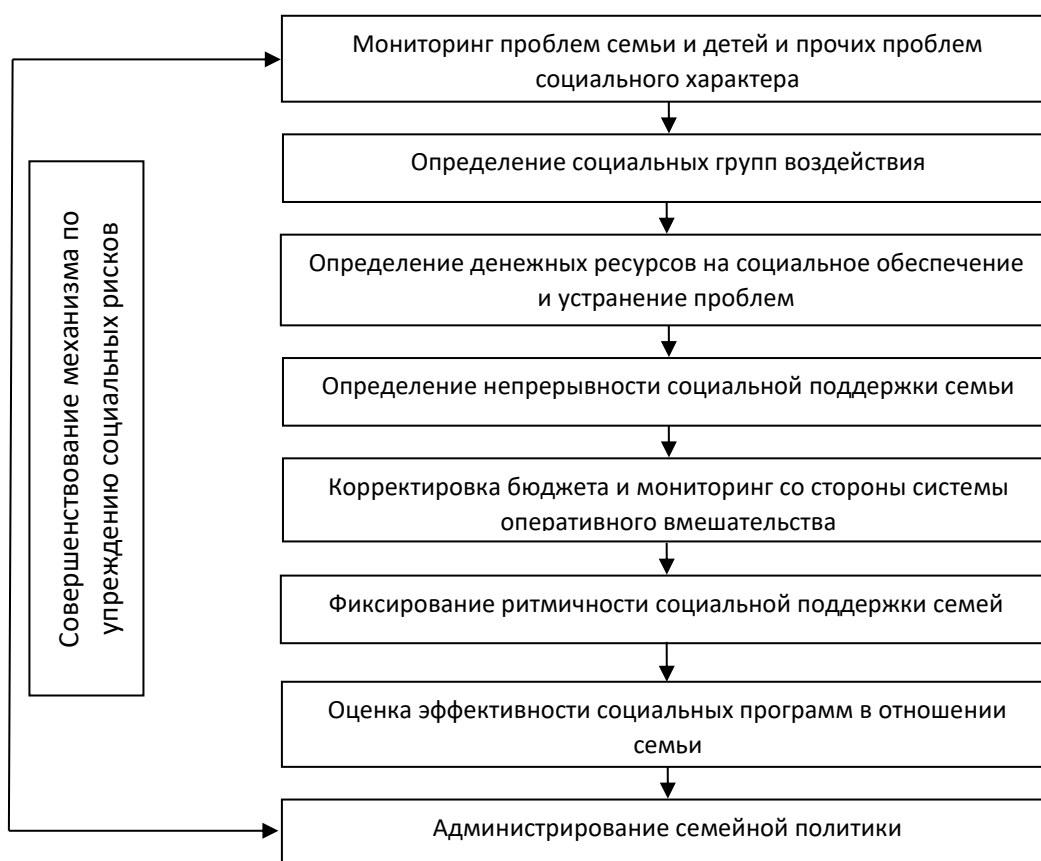 Мониторинг проблем семьи и детей и прочих проблем
социального характера
Определение социальных групп воздействия
Определение денежных ресурсов на социальное обеспечение
и устранение проблем
Определение непрерывности социальной поддержки семьи
Корректировка бюджета и мониторинг со стороны системы
оперативного вмешательства
Фиксирование ритмичности социальной поддержки семей
Оценка эффективности социальных программ в отношении
семьи
Администрирование семейной политики
Совершенствование механизма по
упреждению социальных рисков